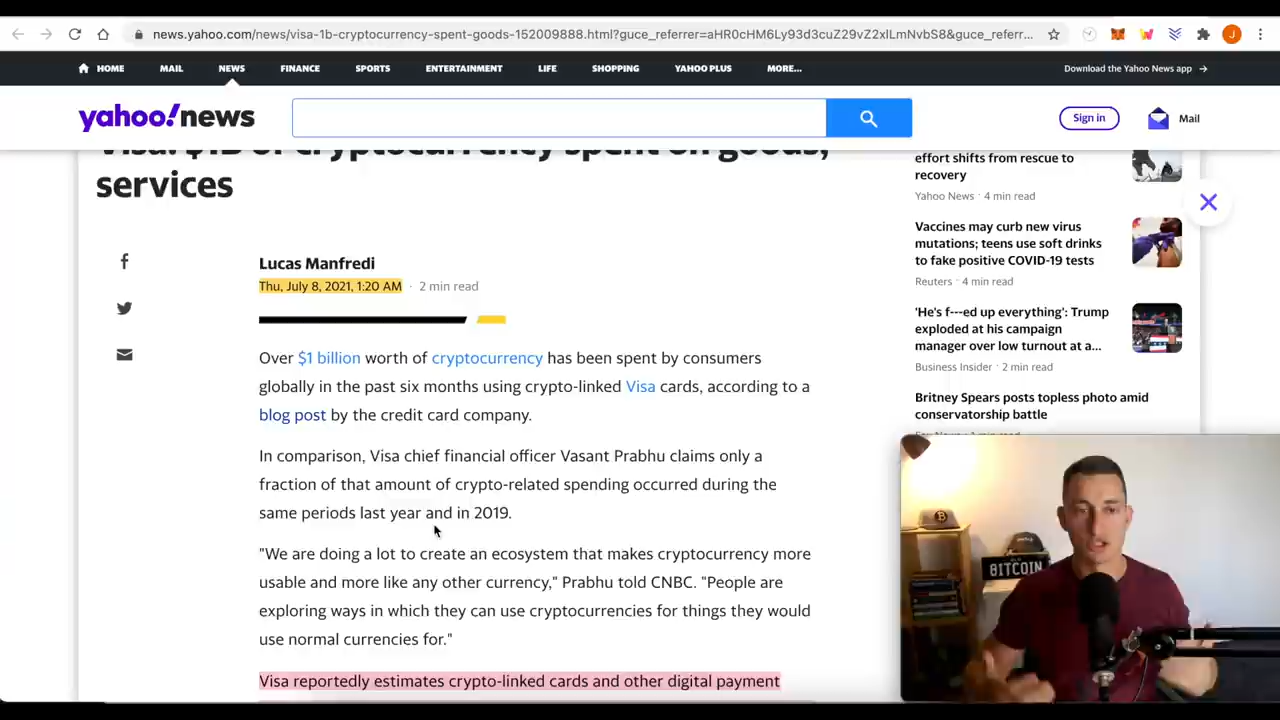 news.yahoo.com/news/visa-1b-cryptocurrency-spent-goods-152009888.html?guce_referrer=aHR0cHM6Ly93d3cuZ29vZ2xlLmNvbS8&guce_referr...
J
HOME MAIL NEWS FINANCE SPORTS ENTERTAINMENT LIFE SHOPPING YAHOO PLUS MORE... Download the Yahoo News app →
yahoo!news
Sign in
Mail
Visa: $1B of cryptocurrency spent on goods,
services
Lucas Manfredi
Thu, July 8, 2021, 1:20 AM · 2 min read
Over $1 billion worth of cryptocurrency has been spent by consumers
globally in the past six months using crypto-linked Visa cards, according to a
blog post by the credit card company.
In comparison, Visa chief financial officer Vasant Prabhu claims only a
fraction of that amount of crypto-related spending occurred during the
same periods last year and in 2019.
"We are doing a lot to create an ecosystem that makes cryptocurrency more
usable and more like any other currency," Prabhu told CNBC. "People are
exploring ways in which they can use cryptocurrencies for things they would
use normal currencies for."
Visa reportedly estimates crypto-linked cards and other digital payment
effort shifts from rescue to
recovery
Yahoo News · 4 min read
Vaccines may curb new virus
mutations; teens use soft drinks
to fake positive COVID-19 tests
Reuters · 4 min read
'He's f---ed up everything': Trump
exploded at his campaign
manager over low turnout at a...
Business Insider · 2 min read
Britney Spears posts topless photo amid
conservatorship battle
BITCOIN